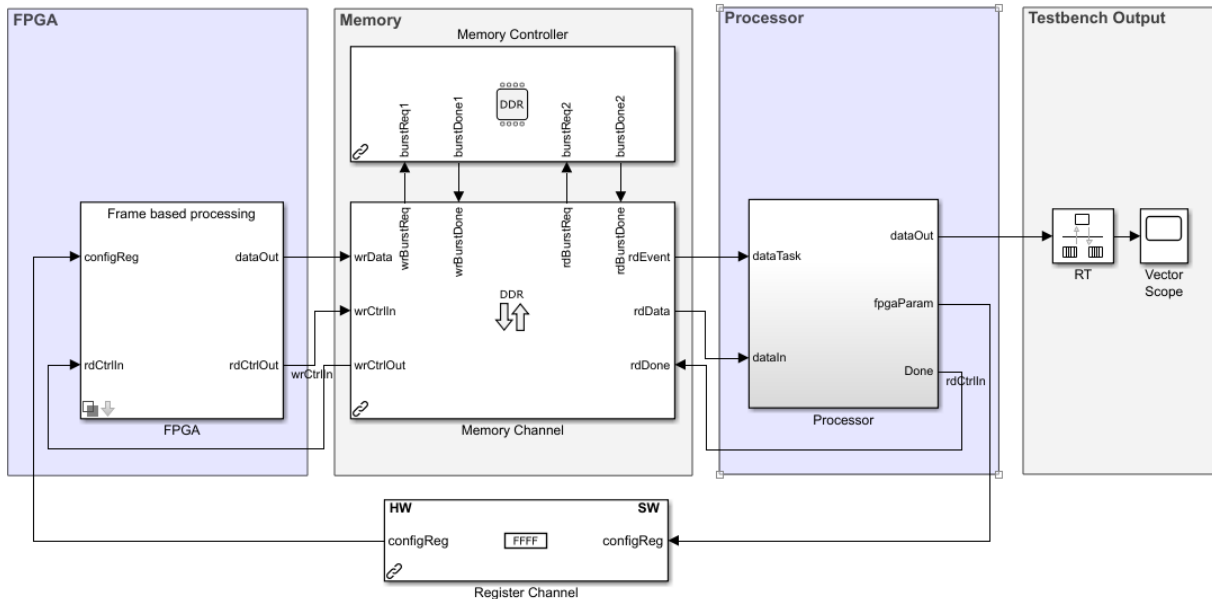 FPGA
Memory
Processor
Testbench Output
Memory Controller
DDR
burstReq1
burstDone1
burstReq2
burstDone2
Frame based processing
configReg
dataOut
rdCtrlIn
rdCtrlOut
FPGA
wrCtrlIn
wrBurstReq
wrBurstDone
rdBurstReq
rdBurstDone
wrData
rdEvent
DDR
wrCtrlIn
rdData
wrCtrlOut
rdDone
Memory Channel
dataTask
dataOut
fpgaParam
dataIn
Done
rdCtrlIn
Processor
RT
Vector
Scope
HW
SW
configReg
FFFF
configReg
Register Channel